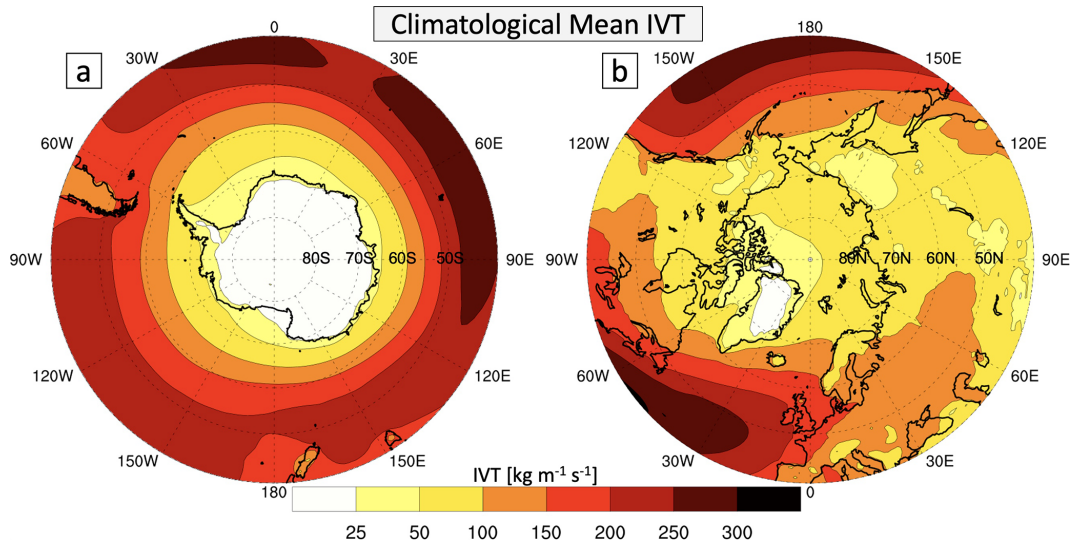 Climatological Mean IVT
a
0
30W
30E
60W
60E
90W
80S
70S
60S
50S
90E
120W
120E
150W
150E
180
b
180
150W
150E
120W
120E
90W
80N
70N
60N
50N
90E
60W
60E
30W
30E
0
IVT [kg m⁻¹ s⁻¹]
25 50 100 150 200 250 300